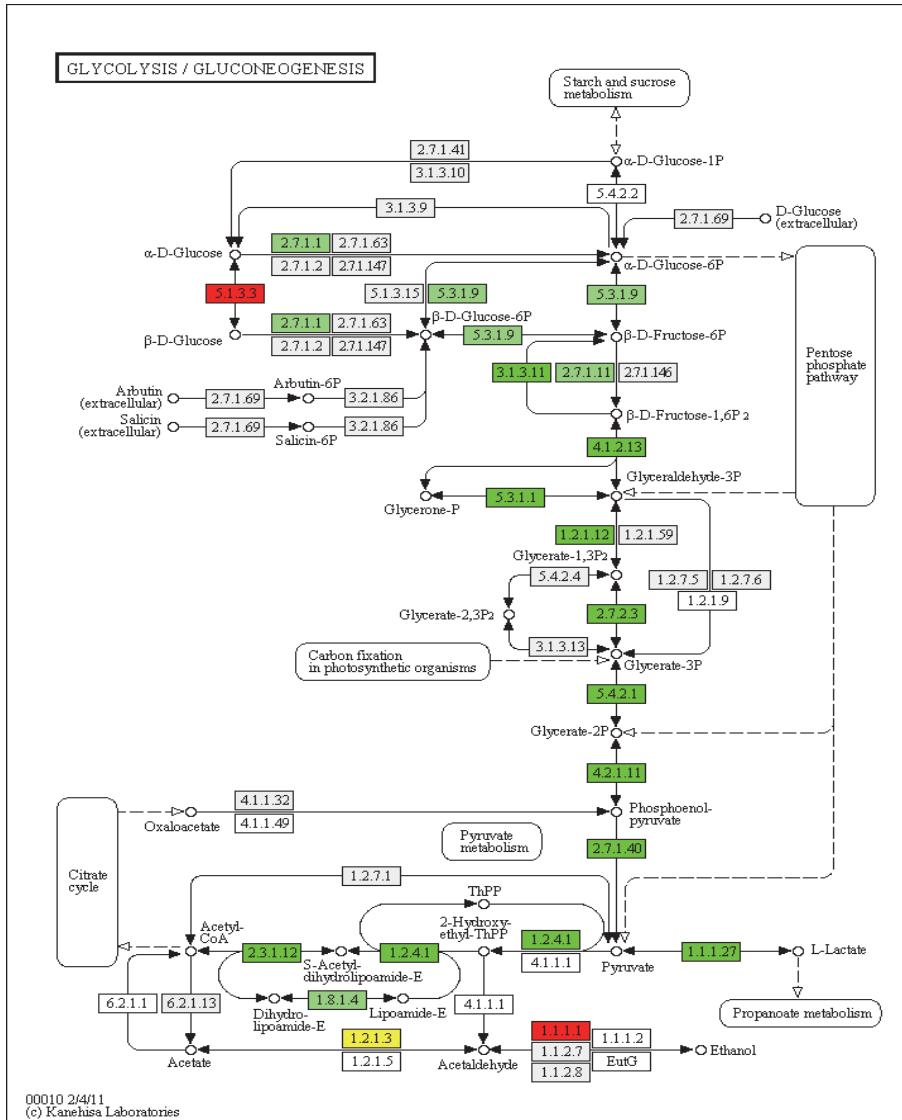 GLYCOLYSIS / GLUCONEOGENESIS
Starch and sucrose
metabolism
2.7.1.41
3.1.3.10
α-D-Glucose-1P
5.4.2.2
3.1.3.9
2.7.1.69
D-Glucose
(extracellular)
α-D-Glucose
2.7.1.1
2.7.1.63
2.7.1.2
2.7.1.147
α-D-Glucose-6P
5.1.3.3
5.1.3.15
5.3.1.9
5.3.1.9
β-D-Glucose-6P
β-D-Glucose
2.7.1.1
2.7.1.63
2.7.1.2
2.7.1.147
5.3.1.9
β-D-Fructose-6P
Pentose
phosphate
pathway
3.1.3.11
2.7.1.11
2.7.1.146
Arbutin
(extracellular)
2.7.1.69
Arbutin-6P
3.2.1.86
Salicin
(extracellular)
2.7.1.69
Salicin-6P
3.2.1.86
β-D-Fructose-1,6P2
4.1.2.13
Glyceraldehyde-3P
Glycerone-P
5.3.1.1
1.2.1.12
1.2.1.59
Glycerate-1,3P2
5.4.2.4
1.2.7.5
1.2.7.6
1.2.1.9
Glycerate-2,3P2
2.7.2.3
3.1.3.13
Carbon fixation
in photosynthetic organisms
Glycerate-3P
5.4.2.1
Glycerate-2P
4.2.1.11
4.1.1.32
4.1.1.49
Oxaloacetate
Phosphoenol-
pyruvate
Pyruvate
metabolism
2.7.1.40
Citrate
cycle
1.2.7.1
ThPP
Acetyl-
CoA
2-Hydroxy-
ethyl-ThPP
2.3.1.12
S-Acetyl-
dihydrolipoamide-E
1.2.4.1
1.2.4.1
4.1.1.1
Pyruvate
1.1.1.27
L-Lactate
6.2.1.1
6.2.1.13
Dihydro-
lipoamide-E
1.8.1.4
Lipoamide-E
4.1.1.1
Propanoate metabolism
Acetate
1.2.1.3
1.2.1.5
Acetaldehyde
1.1.1.1
1.1.1.2
1.1.2.7
EutG
1.1.2.8
Ethanol
00010 2/4/11
(c) Kanehisa Laboratories